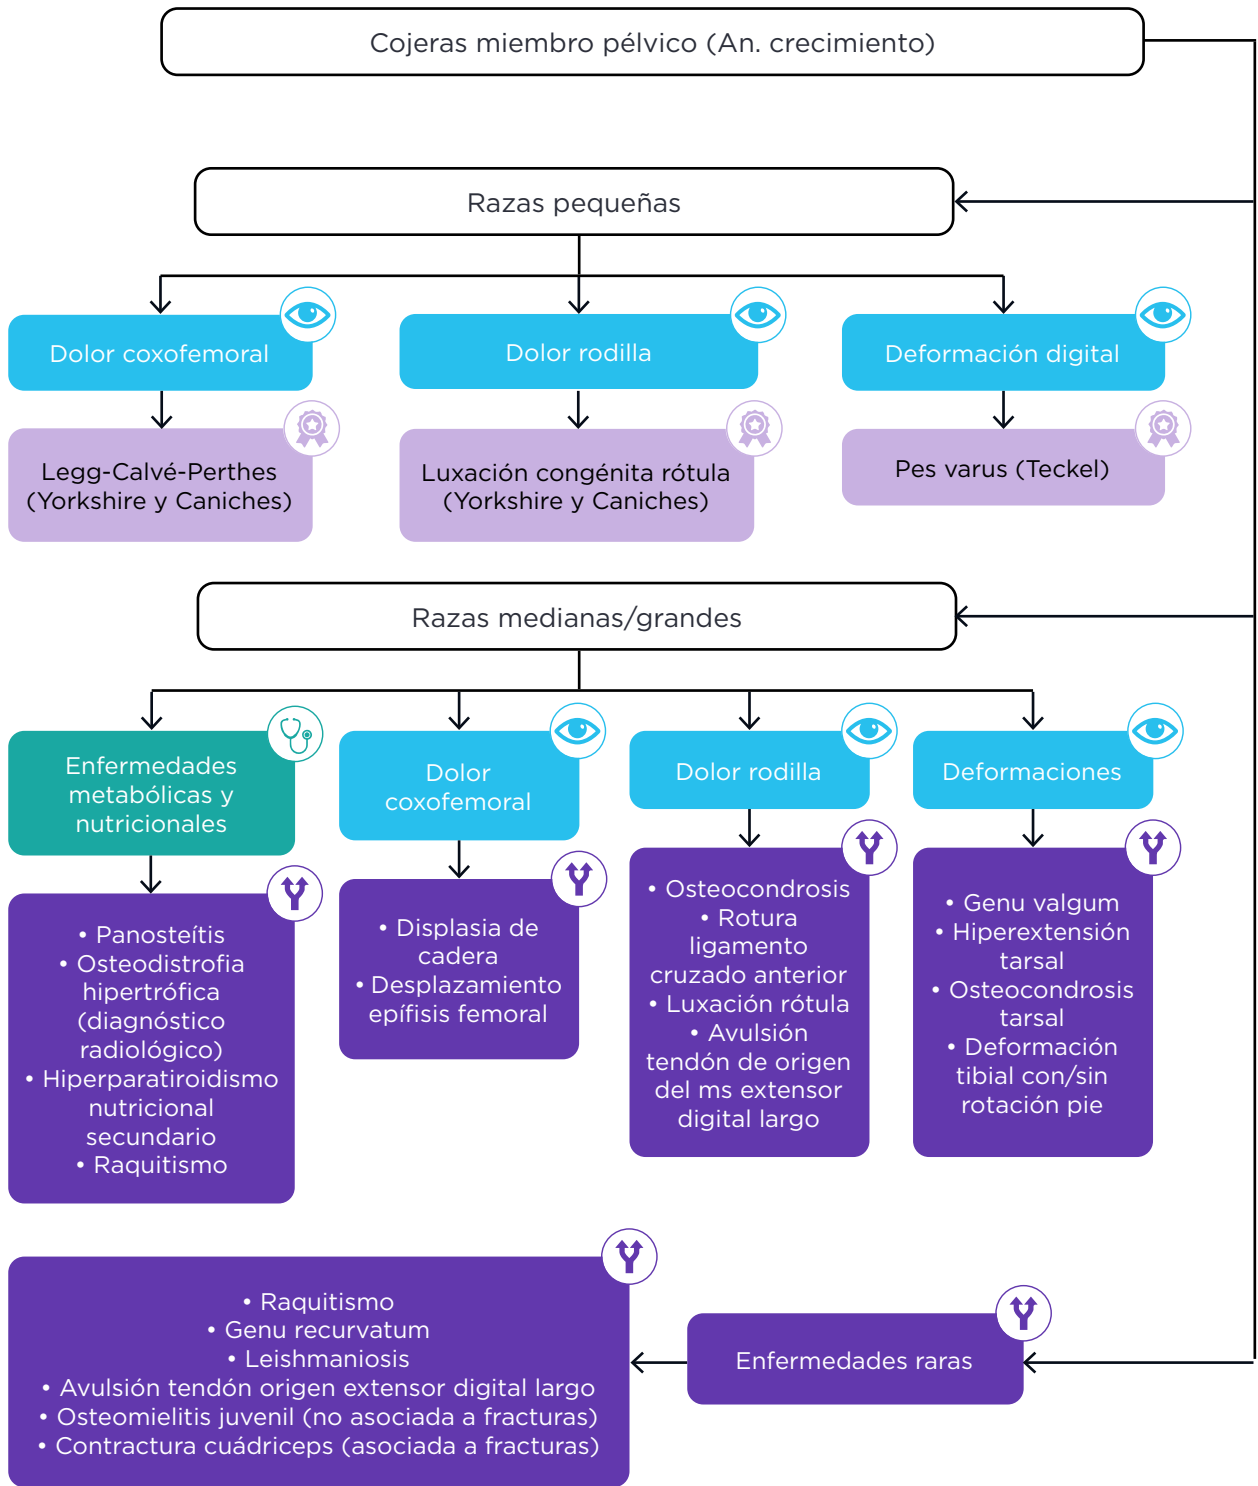 Cojeras miembro pélvico (An. crecimiento)
Razas pequeñas
Dolor coxofemoral
Dolor rodilla
Deformación digital
Legg-Calvé-Perthes
(Yorkshire y Caniches)
Luxación congénita rótula
(Yorkshire y Caniches)
Pes varus (Teckel)
Razas medianas/grandes
Enfermedades
metabólicas y
nutricionales
Dolor
coxofemoral
Dolor rodilla
Deformaciones
• Panosteítis
• Osteodistrofia
hipertrófica
(diagnóstico
radiológico)
• Hiperparatiroidismo
nutricional
secundario
• Raquitismo
• Displasia de
cadera
• Desplazamiento
epífisis femoral
• Osteocondrosis
• Rotura
ligamento
cruzado anterior
• Luxación rótula
• Avulsión
tendón de origen
del ms extensor
digital largo
• Genu valgum
• Hiperextensión
tarsal
• Osteocondrosis
tarsal
• Deformación
tibial con/sin
rotación pie
• Raquitismo
• Genu recurvatum
• Leishmaniosis
• Avulsión tendón origen extensor digital largo
• Osteomielitis juvenil (no asociada a fracturas)
• Contractura cuádriceps (asociada a fracturas)
Enfermedades raras